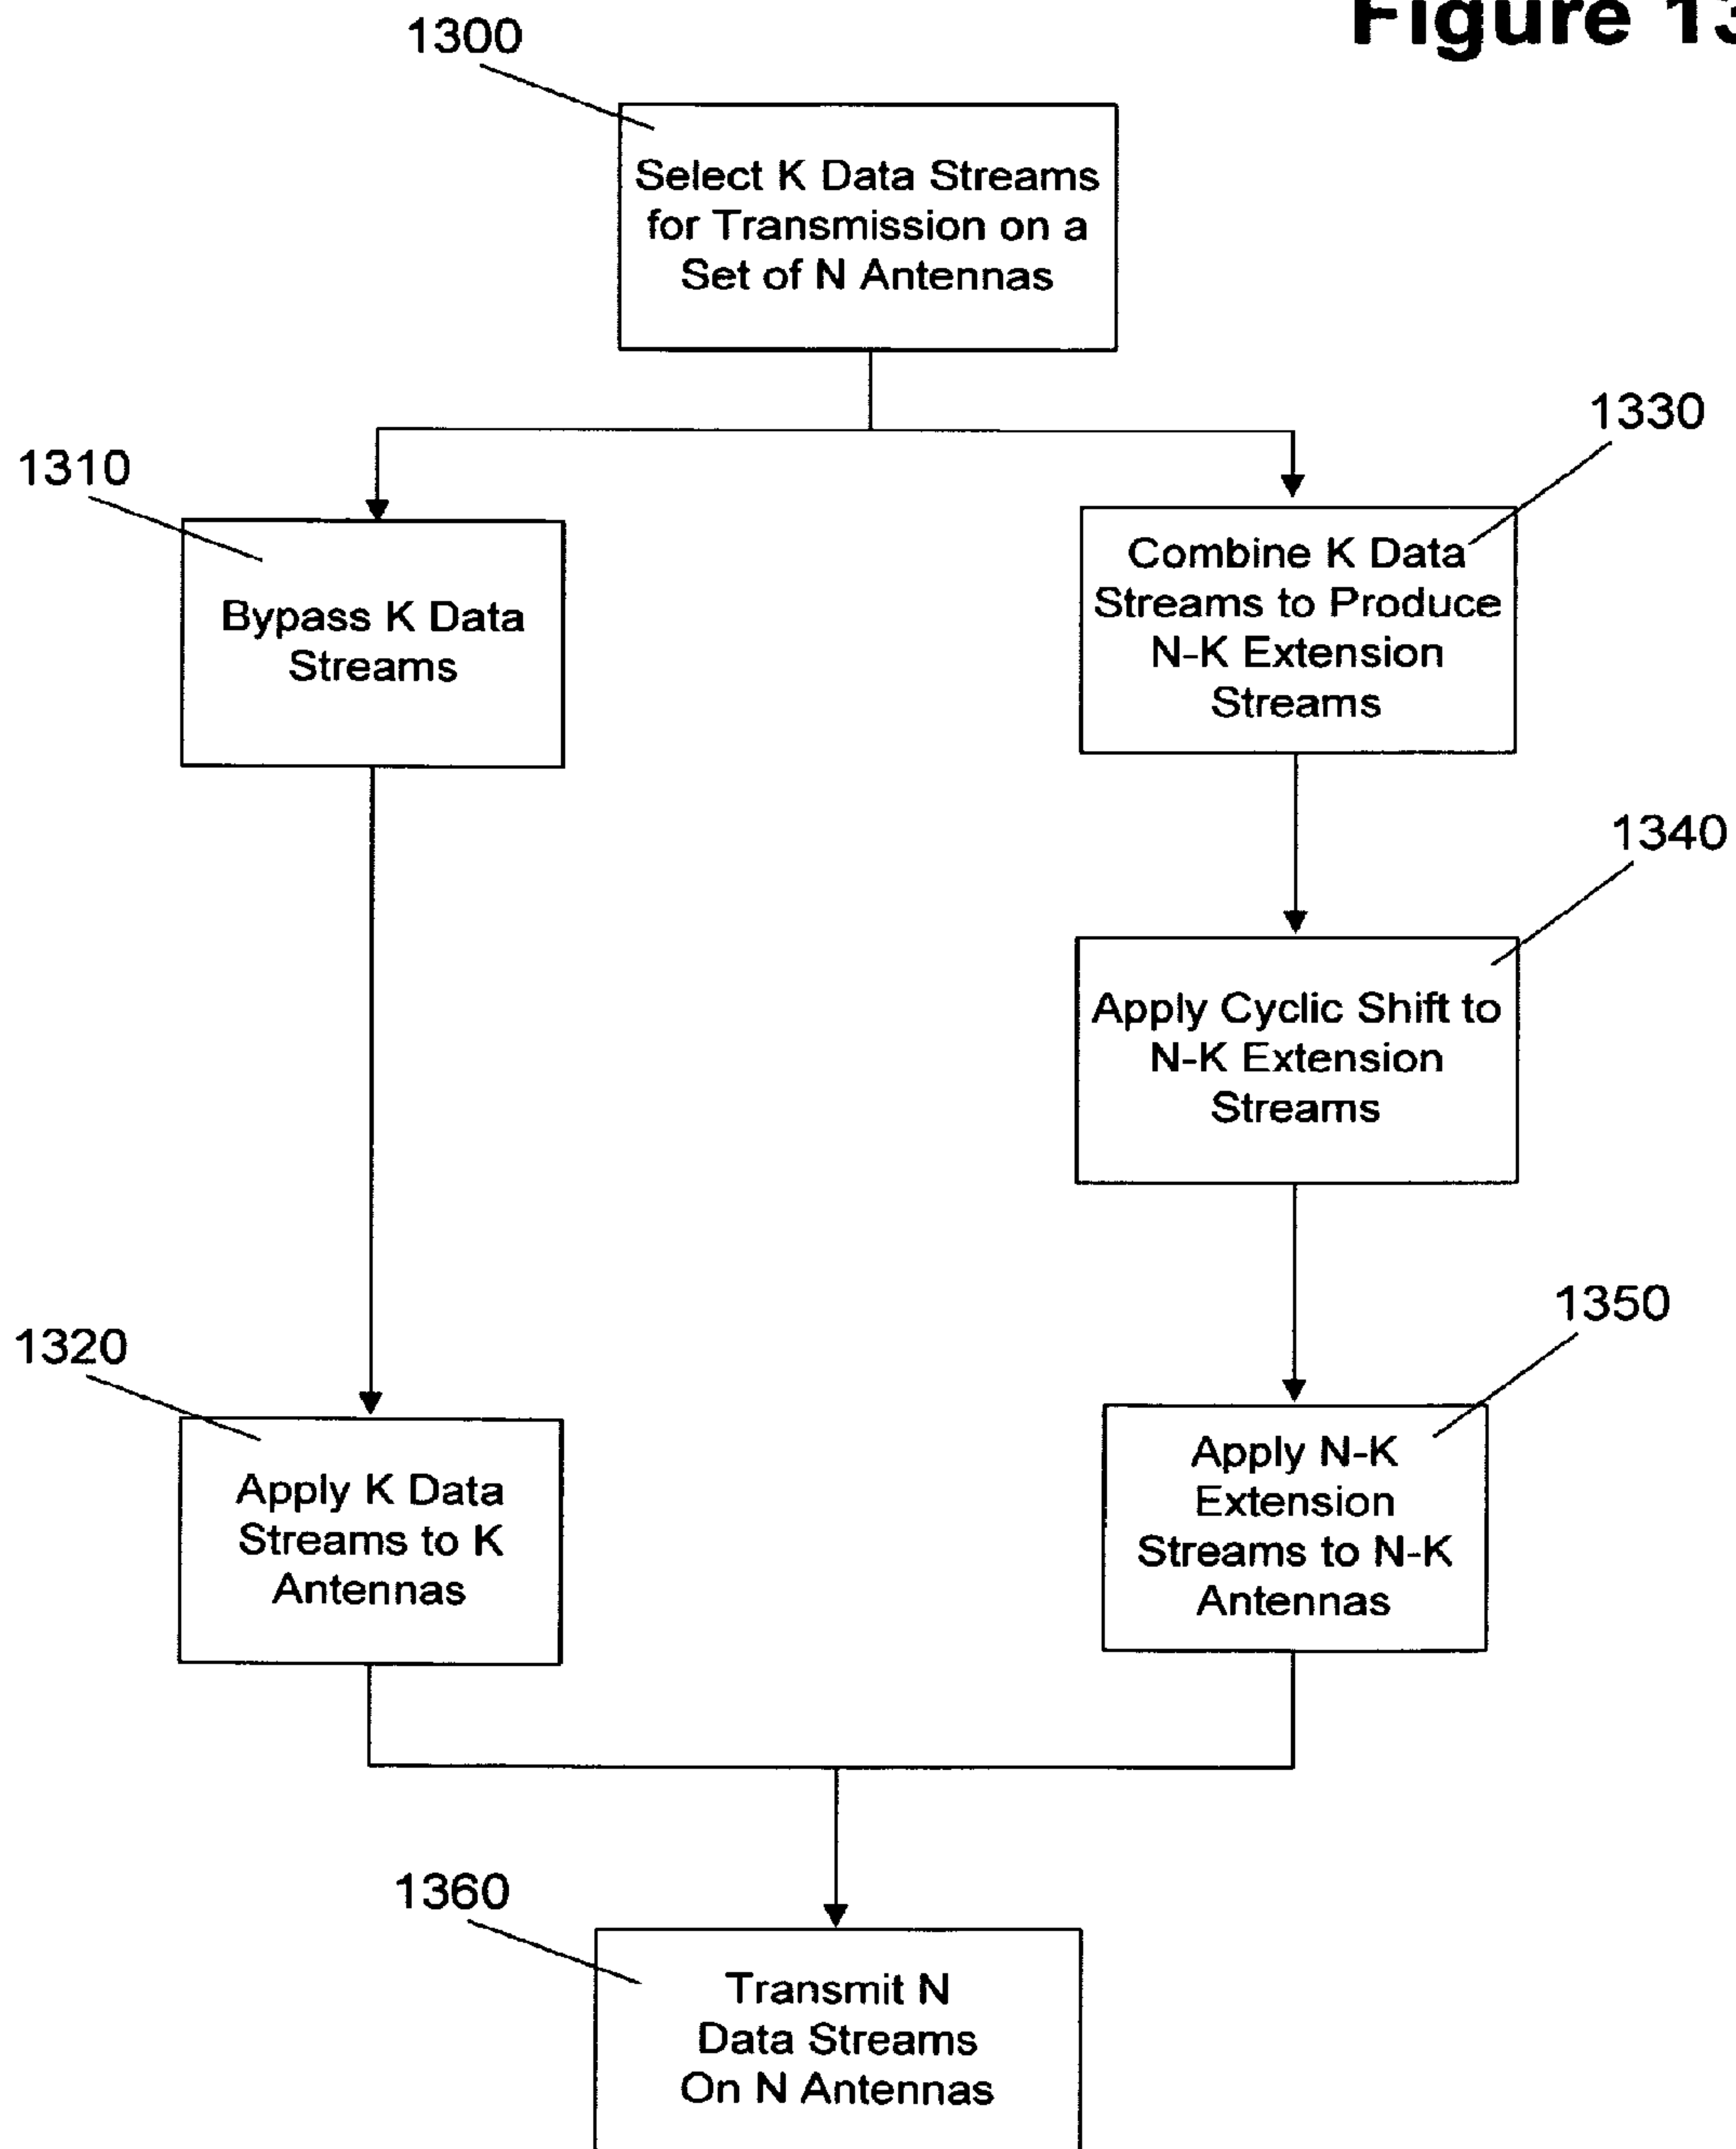 Figure 13
1300
Select K Data Streams
for Transmission on a
Set of N Antennas
1330
1310
Combine K Data
Streams to Produce
N-K Extension
Streams
Bypass K Data
Streams
1340
Apply Cyclic Shift to
N-K Extension
Streams
1350
1320
Apply N-K
Extension
Streams to N-K
Antennas
Apply K Data
Streams to K
Antennas
1360
Transmit N
Data Streams
On N Antennas